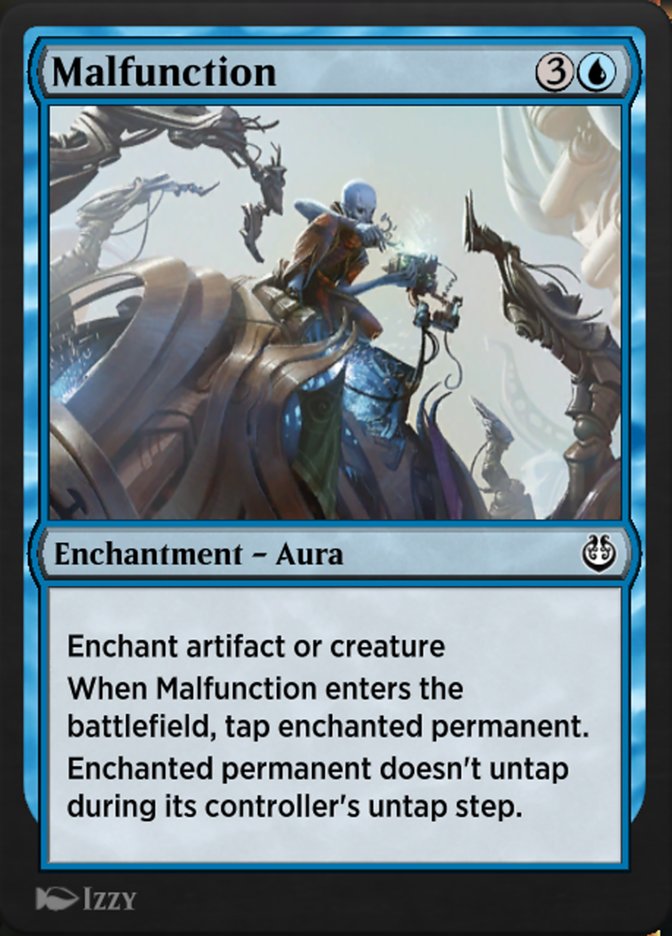 Malfunction 3
Enchantment – Aura
Enchant artifact or creature
When Malfunction enters the
battlefield, tap enchanted permanent.
Enchanted permanent doesn't untap
during its controller's untap step.
Izzy